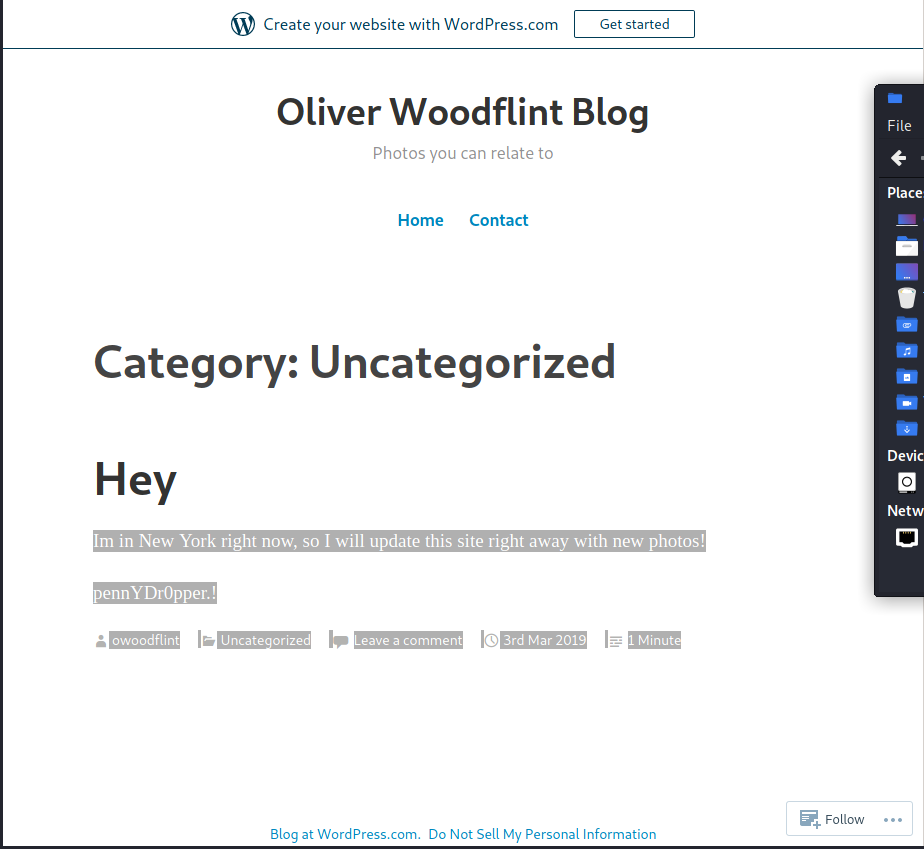 Create your website with WordPress.com Get started
Oliver Woodflint Blog
Photos you can relate to
Home Contact
Category: Uncategorized
Hey
Im in New York right now, so I will update this site right away with new photos!
pennYDr0pper.!
owoodflint Uncategorized Leave a comment 3rd Mar 2019 1 Minute
Follow
Blog at WordPress.com. Do Not Sell My Personal Information
File
Place
Devic
Netw